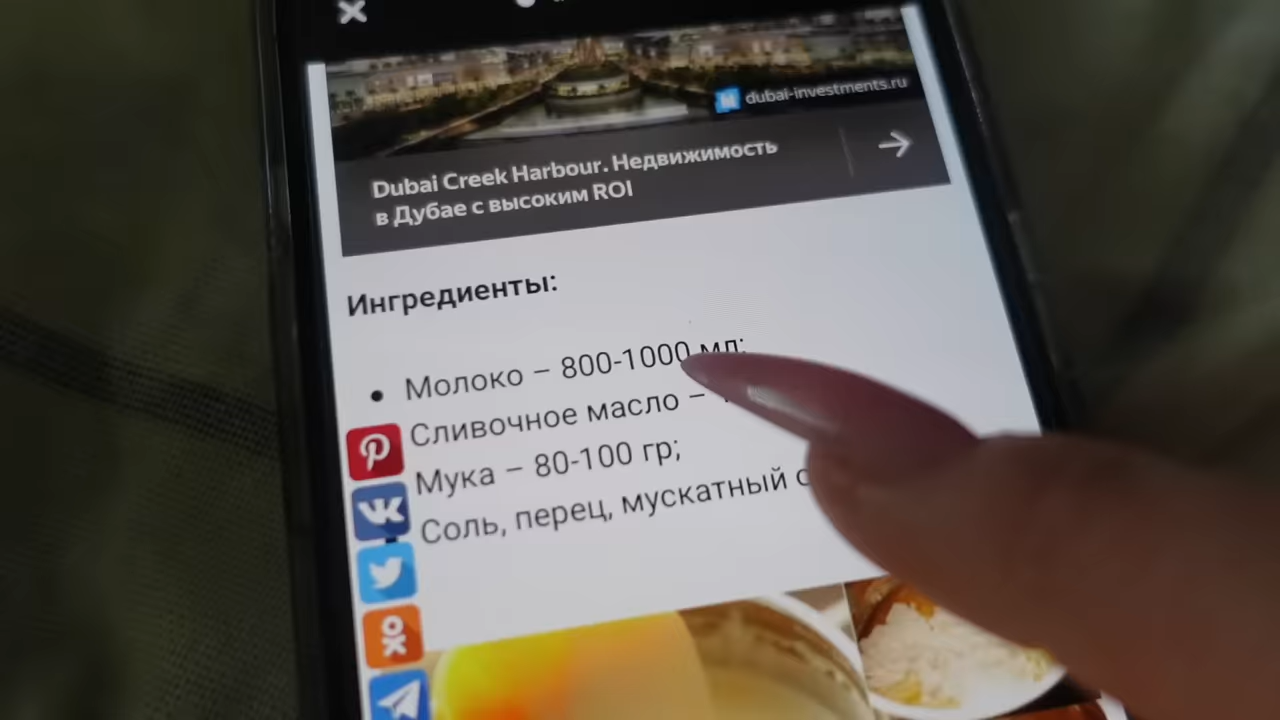 dubai-investments.ru
Dubai Creek Harbour. Недвижимость
в Дубае с высоким ROI
Ингредиенты:
• Молоко – 800-1000 мл;
Сливочное масло –
Мука – 80-100 гр;
Соль, перец, мускатный